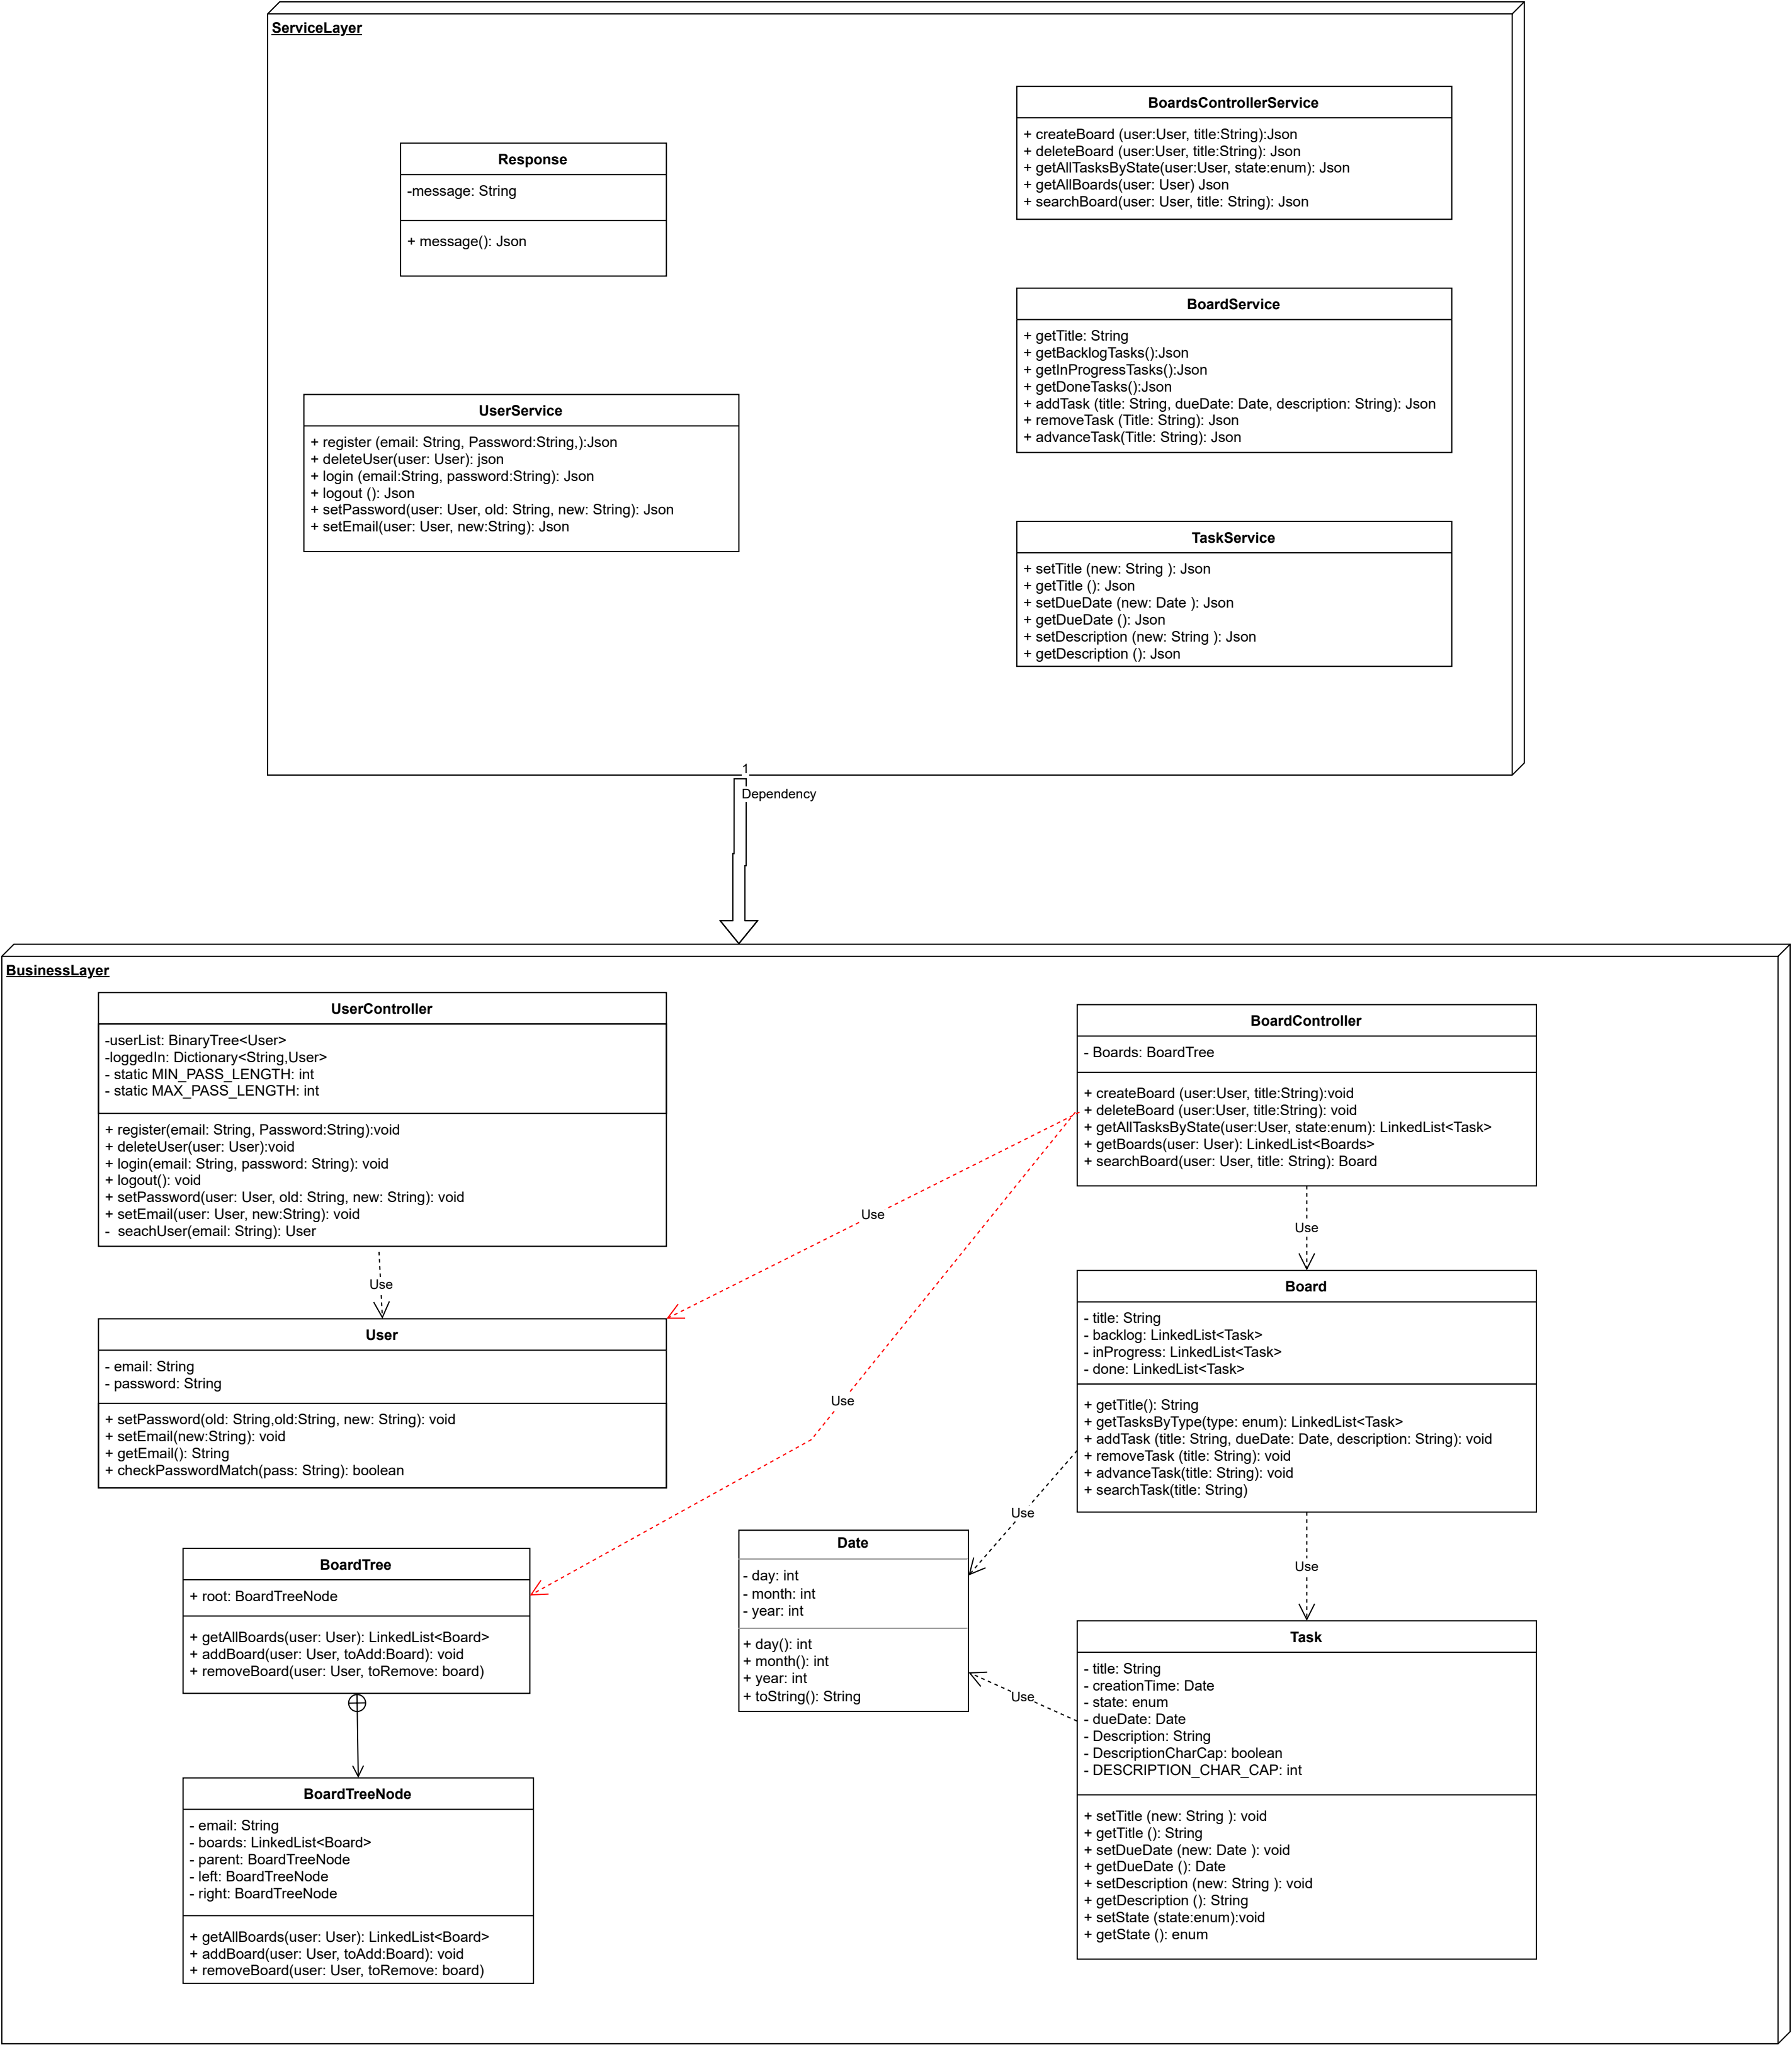 ServiceLayer
Response
-message: String
+ message(): Json
BoardsControllerService
+ createBoard (user:User, title:String):Json
+ deleteBoard (user:User, title:String): Json
+ getAllTasksByState(user:User, state:enum): Json
+ getAllBoards(user: User) Json
+ searchBoard(user: User, title: String): Json
BoardService
+ getTitle: String
+ getBacklogTasks():Json
+ getInProgressTasks():Json
+ getDoneTasks():Json
+ addTask (title: String, dueDate: Date, description: String): Json
+ removeTask (Title: String): Json
+ advanceTask(Title: String): Json
UserService
+ register (email: String, Password:String,):Json
+ deleteUser(user: User): json
+ login (email:String, password:String): Json
+ logout (): Json
+ setPassword(user: User, old: String, new: String): Json
+ setEmail(user: User, new:String): Json
TaskService
+ setTitle (new: String ): Json
+ getTitle (): Json
+ setDueDate (new: Date ): Json
+ getDueDate (): Json
+ setDescription (new: String ): Json
+ getDescription (): Json
1
Dependency
BusinessLayer
UserController
-userList: BinaryTree<User>
-loggedIn: Dictionary<String,User>
- static MIN_PASS_LENGTH: int
- static MAX_PASS_LENGTH: int
+ register(email: String, Password:String):void
+ deleteUser(user: User):void
+ login(email: String, password: String): void
+ logout(): void
+ setPassword(user: User, old: String, new: String): void
+ setEmail(user: User, new:String): void
-  seachUser(email: String): User
BoardController
- Boards: BoardTree
+ createBoard (user:User, title:String):void
+ deleteBoard (user:User, title:String): void
+ getAllTasksByState(user:User, state:enum): LinkedList<Task>
+ getBoards(user: User): LinkedList<Boards>
+ searchBoard(user: User, title: String): Board
Use
Use
Use
User
- email: String
- password: String
+ setPassword(old: String,old:String, new: String): void
+ setEmail(new:String): void
+ getEmail(): String
+ checkPasswordMatch(pass: String): boolean
Board
- title: String
- backlog: LinkedList<Task>
- inProgress: LinkedList<Task>
- done: LinkedList<Task>
+ getTitle(): String
+ getTasksByType(type: enum): LinkedList<Task>
+ addTask (title: String, dueDate: Date, description: String): void
+ removeTask (title: String): void
+ advanceTask(title: String): void
+ searchTask(title: String)
Use
Use
Use
BoardTree
+ root: BoardTreeNode
+ getAllBoards(user: User): LinkedList<Board>
+ addBoard(user: User, toAdd:Board): void
+ removeBoard(user: User, toRemove: board)
Date
- day: int
- month: int
- year: int
+ day(): int
+ month(): int
+ year: int
+ toString(): String
Use
Task
- title: String
- creationTime: Date
- state: enum
- dueDate: Date
- Description: String
- DescriptionCharCap: boolean
- DESCRIPTION_CHAR_CAP: int
+ setTitle (new: String ): void
+ getTitle (): String
+ setDueDate (new: Date ): void
+ getDueDate (): Date
+ setDescription (new: String ): void
+ getDescription (): String
+ setState (state:enum):void
+ getState (): enum
BoardTreeNode
- email: String
- boards: LinkedList<Board>
- parent: BoardTreeNode
- left: BoardTreeNode
- right: BoardTreeNode
+ getAllBoards(user: User): LinkedList<Board>
+ addBoard(user: User, toAdd:Board): void
+ removeBoard(user: User, toRemove: board)